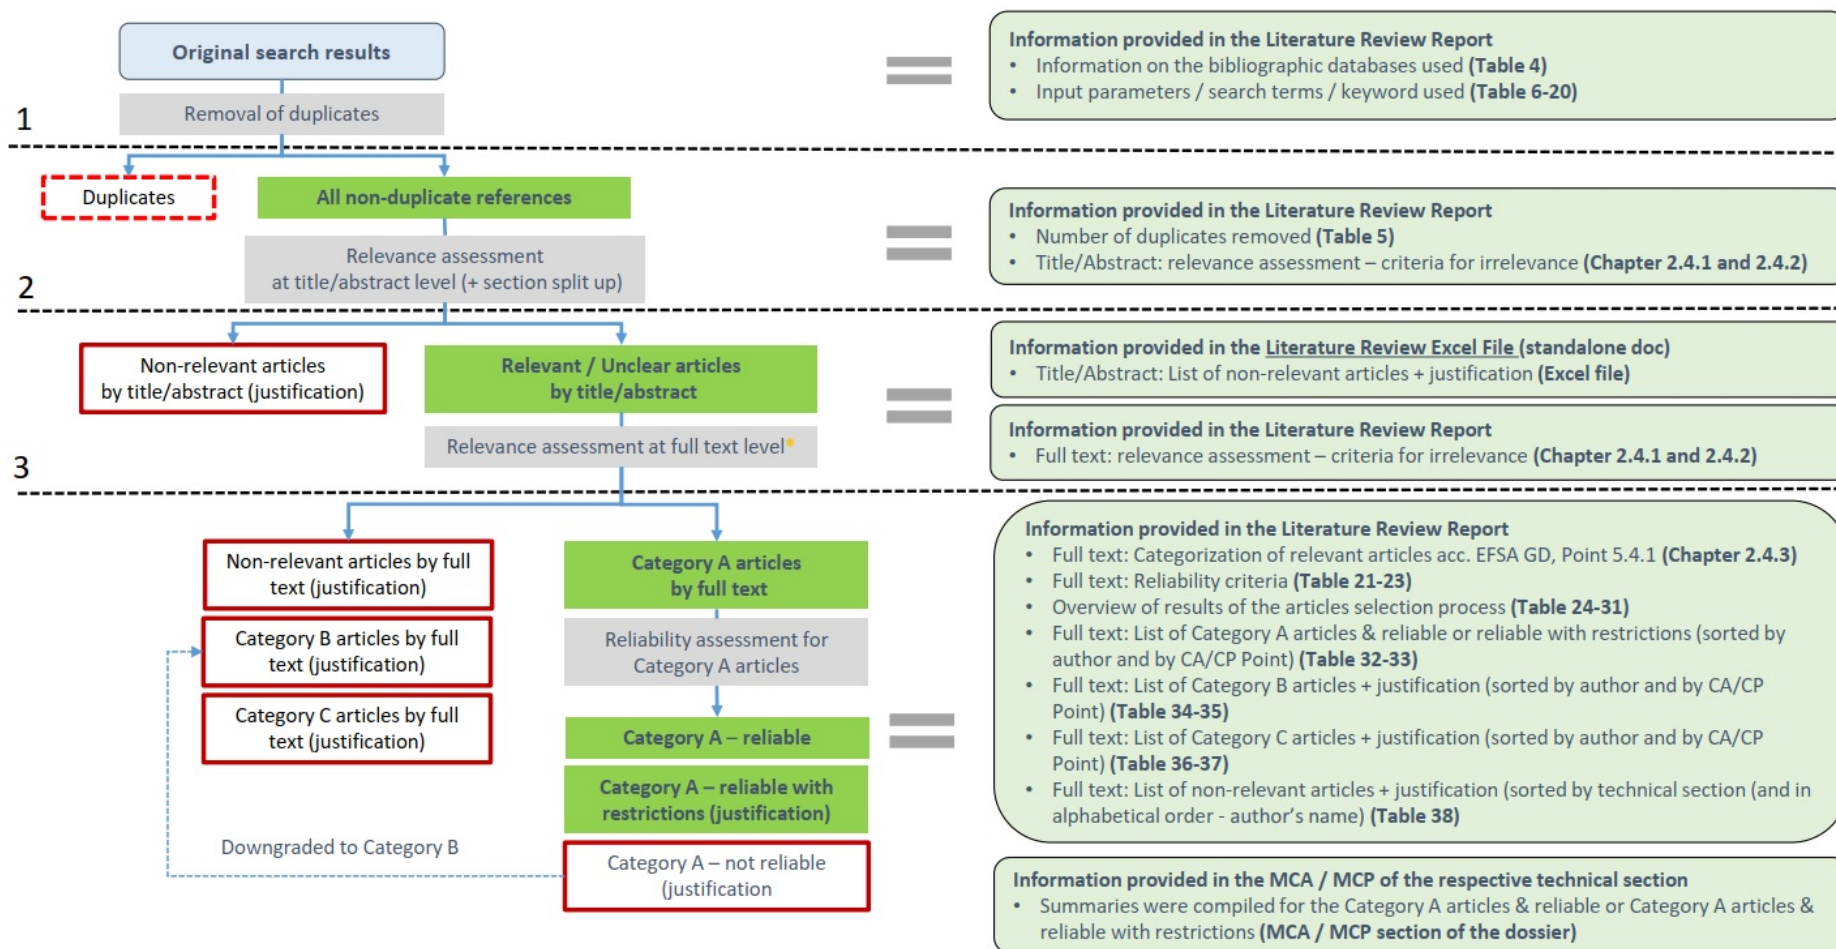 Original search results
Removal of duplicates
1
Information provided in the Literature Review Report
• Information on the bibliographic databases used (Table 4)
• Input parameters / search terms / keyword used (Table 6-20)
Duplicates
All non-duplicate references
Relevance assessment
at title/abstract level (+ section split up)
2
Information provided in the Literature Review Report
• Number of duplicates removed (Table 5)
• Title/Abstract: relevance assessment – criteria for irrelevance (Chapter 2.4.1 and 2.4.2)
Non-relevant articles
by title/abstract (justification)
Relevant / Unclear articles
by title/abstract
Relevance assessment at full text level*
3
Information provided in the Literature Review Excel File (standalone doc)
• Title/Abstract: List of non-relevant articles + justification (Excel file)
Information provided in the Literature Review Report
• Full text: relevance assessment – criteria for irrelevance (Chapter 2.4.1 and 2.4.2)
Non-relevant articles by full
text (justification)
Category B articles by full
text (justification)
Category C articles by full
text (justification)
Downgraded to Category B
Category A articles
by full text
Reliability assessment for
Category A articles
Category A – reliable
Category A – reliable with
restrictions (justification)
Category A – not reliable
(justification
Information provided in the Literature Review Report
• Full text: Categorization of relevant articles acc. EFSA GD, Point 5.4.1 (Chapter 2.4.3)
• Full text: Reliability criteria (Table 21-23)
• Overview of results of the articles selection process (Table 24-31)
• Full text: List of Category A articles & reliable or reliable with restrictions (sorted by
author and by CA/CP Point) (Table 32-33)
• Full text: List of Category B articles + justification (sorted by author and by CA/CP
Point) (Table 34-35)
• Full text: List of Category C articles + justification (sorted by author and by CA/CP
Point) (Table 36-37)
• Full text: List of non-relevant articles + justification (sorted by technical section (and in
alphabetical order - author's name) (Table 38)
Information provided in the MCA / MCP of the respective technical section
• Summaries were compiled for the Category A articles & reliable or Category A articles &
reliable with restrictions (MCA / MCP section of the dossier)